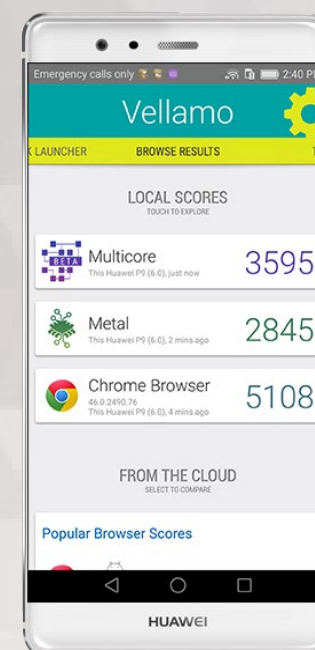 Emergency calls only 2:40 PM
Vellamo
K LAUNCHER BROWSE RESULTS T
LOCAL SCORES
TOUCH TO EXPLORE
BETA
Multicore
This Huawei P9 (6.0), just now
3595
Metal
This Huawei P9 (6.0), 2 mins ago
2845
Chrome Browser
46.0.2490.76
This Huawei P9 (6.0), 4 mins ago
5108
FROM THE CLOUD
SELECT TO COMPARE
Popular Browser Scores
HUAWEI